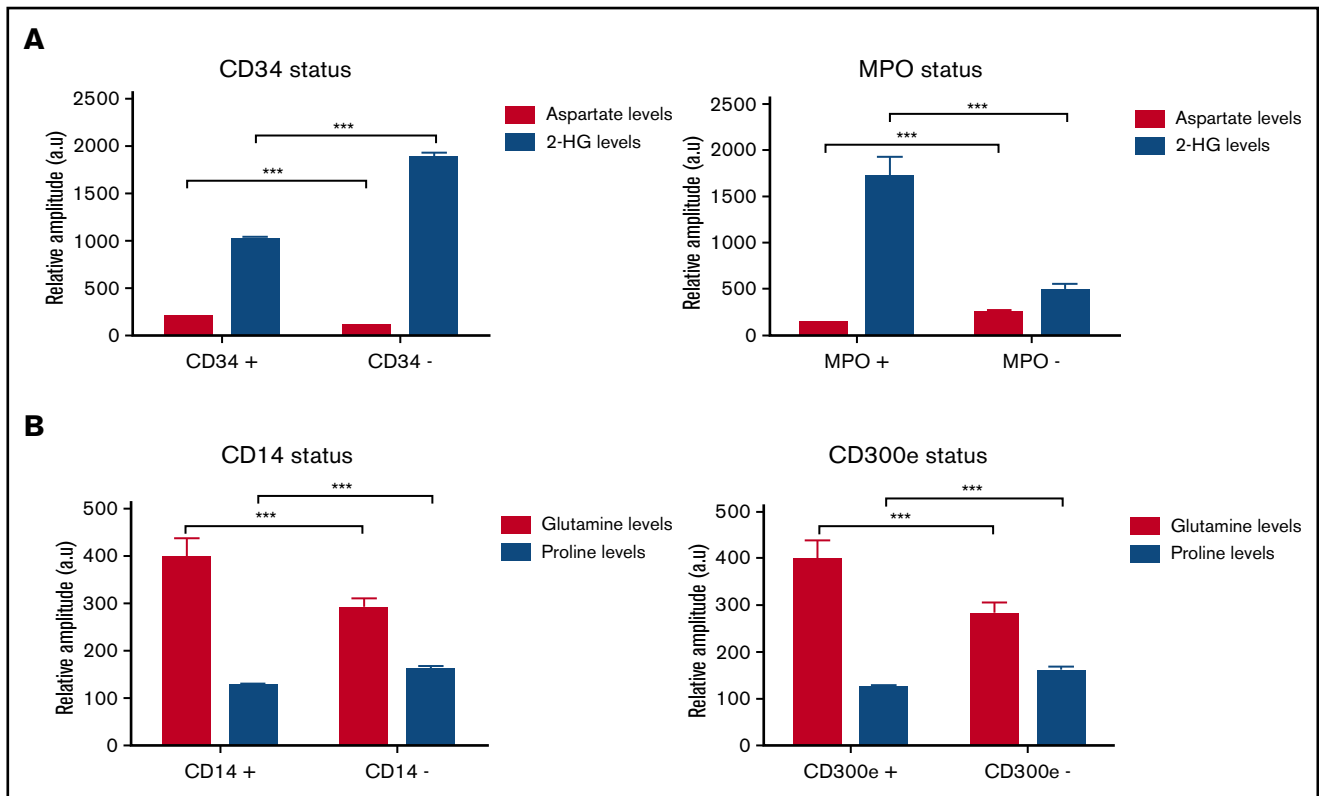 A
CD34 status
Relative amplitude (a.u)
2500
2000
1500
1000
500
0
***
***
CD34 +
CD34 -
Aspartate levels
2-HG levels
MPO status
Relative amplitude (a.u)
2500
2000
1500
1000
500
0
***
***
MPO +
MPO -
Aspartate levels
2-HG levels
B
CD14 status
Relative amplitude (a.u)
500
400
300
200
100
0
***
***
CD14 +
CD14 -
Glutamine levels
Proline levels
CD300e status
Relative amplitude (a.u)
500
400
300
200
100
0
***
***
CD300e +
CD300e -
Glutamine levels
Proline levels